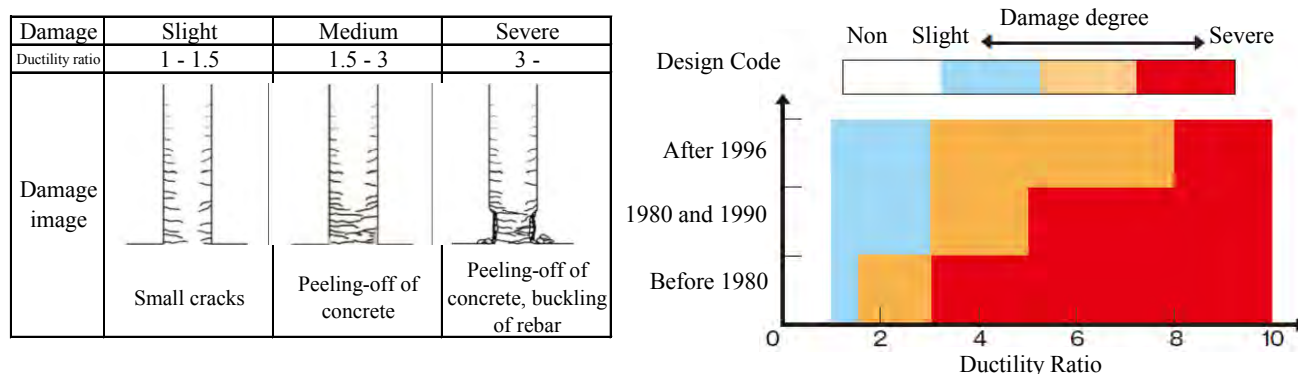 Damage Slight Medium Severe
Ductility ratio 1 - 1.5 1.5 - 3 3 -
Damage
image
Small cracks
Peeling-off of
concrete
Peeling-off of
concrete, buckling
of rebar
Damage degree
Non Slight Severe
Design Code
After 1996
1980 and 1990
Before 1980
0 2 4 6 8 10
Ductility Ratio